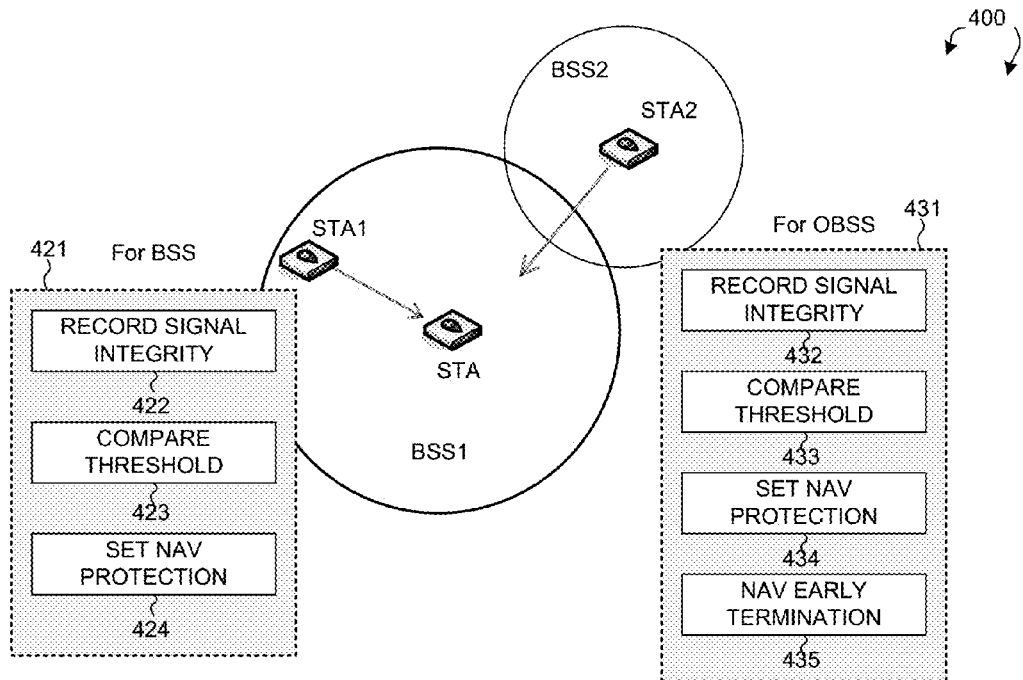 400
BSS2
STA2
STA1
STA
BSS1
421
For BSS
RECORD SIGNAL
INTEGRITY
422
COMPARE
THRESHOLD
423
SET NAV
PROTECTION
424
For OBSS
431
RECORD SIGNAL
INTEGRITY
432
COMPARE
THRESHOLD
433
SET NAV
PROTECTION
434
NAV EARLY
TERMINATION
435